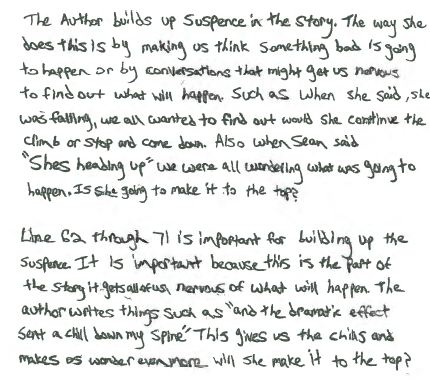 The Author builds up Suspence in the story. The way she
does this is by making us think something bad is going
to happen or by conversations that might get us nervous
to find out what will happen. Such as when she said, she
was falling, we all wanted to find out would she continue the
climb or stop and come down. Also when Sean said
"Shes heading up" we were all wondering what was going to
happen. Is she going to make it to the top?
Line 62 through 71 is important for building up the
suspence. It is important because this is the part of
the story it gets all of us nervous of what will happen. The
author writes things such as "and the dramatic effect
sent a chill down my spine" This gives us the chills and
makes us wonder even more will she make it to the top?